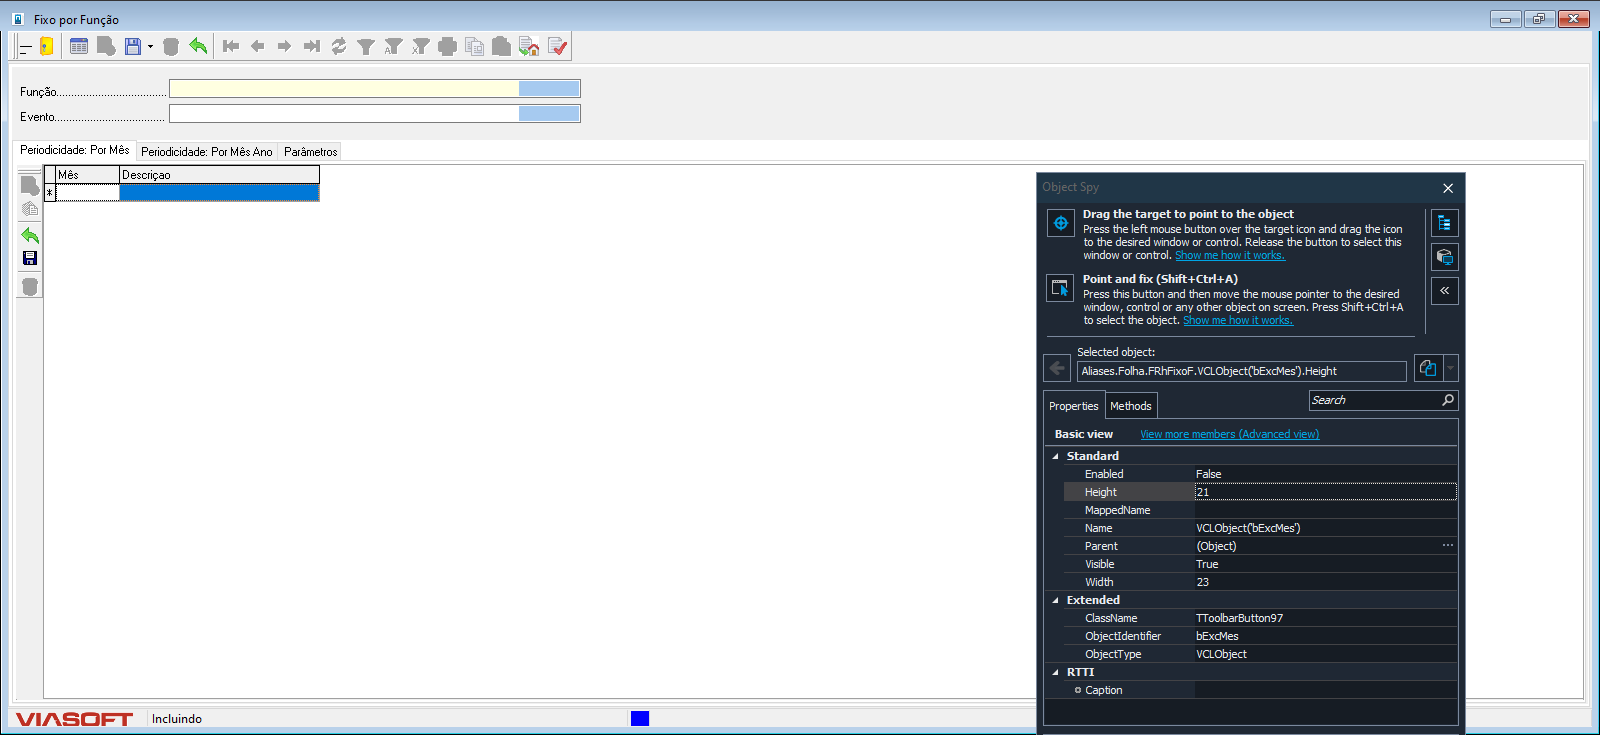 Fixo por Função
Função.....................................
Evento.....................................
Periodicidade: Por Mês
Periodicidade: Por Mês Ano
Parâmetros
Mês
Descriçao
*
Object Spy
Drag the target to point to the object
Press the left mouse button over the target icon and drag the icon
to the desired window or control. Release the button to select this
window or control. Show me how it works.
Point and fix (Shift+Ctrl+A)
Press this button and then move the mouse pointer to the desired
window, control or any other object on screen. Press Shift+Ctrl+A
to select the object. Show me how it works.
Selected object:
Aliases.Folha.FRhFixoF.VCLObject('bExcMes').Height
Properties
Methods
Search
Basic view
View more members (Advanced view)
Standard
Enabled False
Height 21
MappedName
Name VCLObject('bExcMes')
Parent (Object) ...
Visible True
Width 23
Extended
ClassName TToolbarButton97
ObjectIdentifier bExcMes
ObjectType VCLObject
RTTI
Caption
VIASOFT
Incluindo